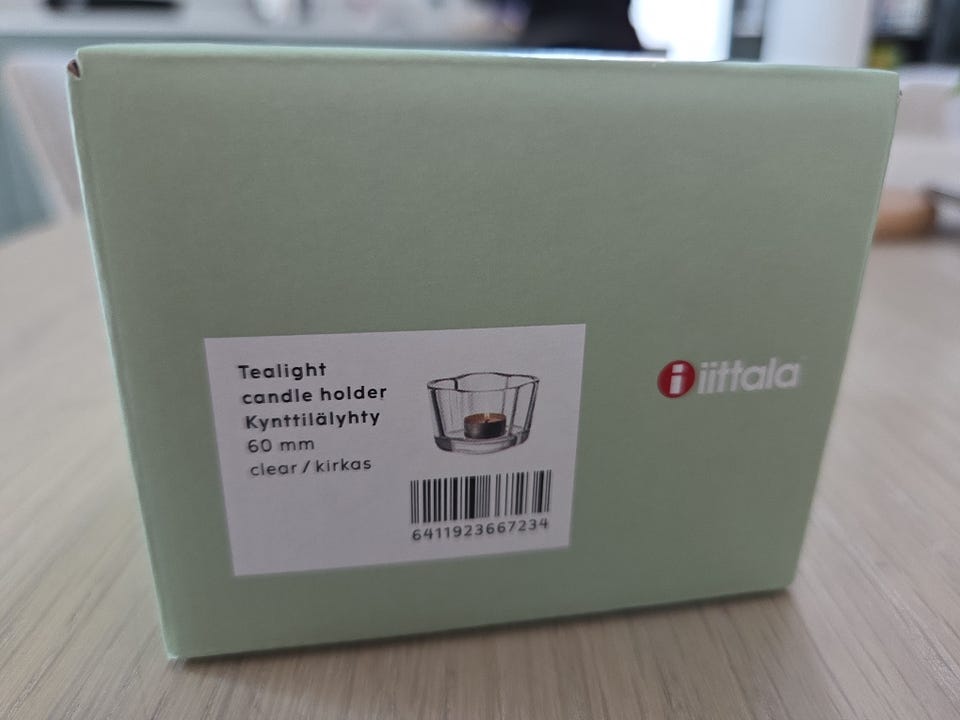 Tealight
candle holder
Kynttilälyhty
60 mm
clear / kirkas
6411923667234
i iittala